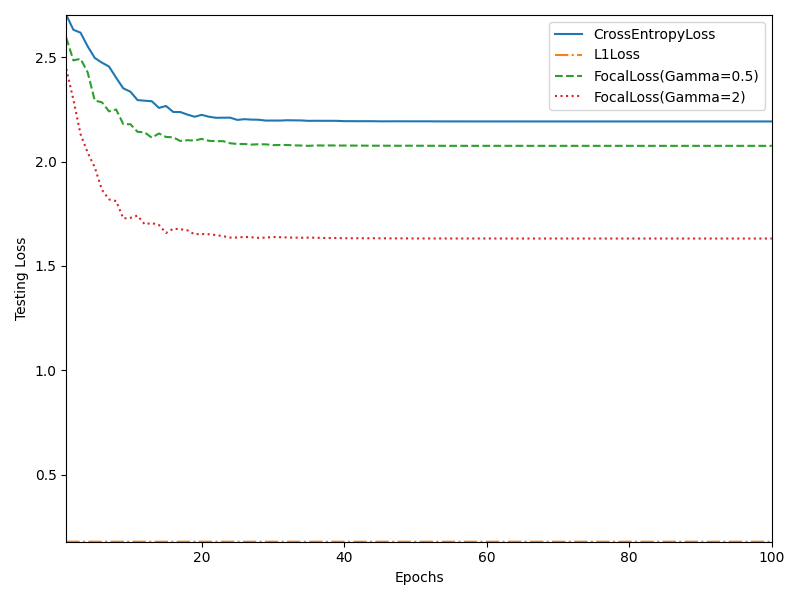 CrossEntropyLoss
L1Loss
FocalLoss(Gamma=0.5)
FocalLoss(Gamma=2)
2.5
2.0
1.5
1.0
0.5
Testing Loss
20 40 60 80 100
Epochs